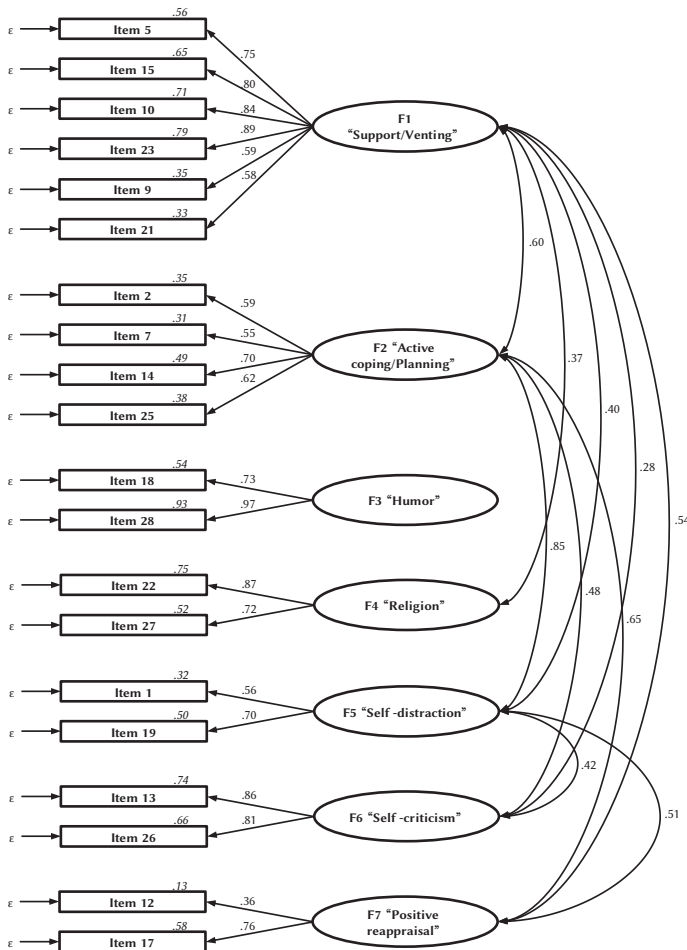 .56
ε Item 5 .75
.65
ε Item 15 .80
F1
“Support/Venting”
.71
ε Item 10 .84
.79
ε Item 23 .89
.35
ε Item 9 .59
.33
ε Item 21 .58
.60
.35
ε Item 2 .59
.31
ε Item 7 .55
F2 “Active
coping/Planning”
.37
.49
ε Item 14 .70
.38
ε Item 25 .62
.40
.28
.54
.54
ε Item 18 .73
F3 “Humor”
.93
ε Item 28 .97
.85
.75
ε Item 22 .87
F4 “Religion”
.48
.52
ε Item 27 .72
.65
.32
ε Item 1 .56
F5 “Self -distraction”
.50
ε Item 19 .70
.42
.74
ε Item 13 .86
F6 “Self -criticism”
.51
.66
ε Item 26 .81
.13
ε Item 12 .36
F7 “Positive
reappraisal”
.58
ε Item 17 .76